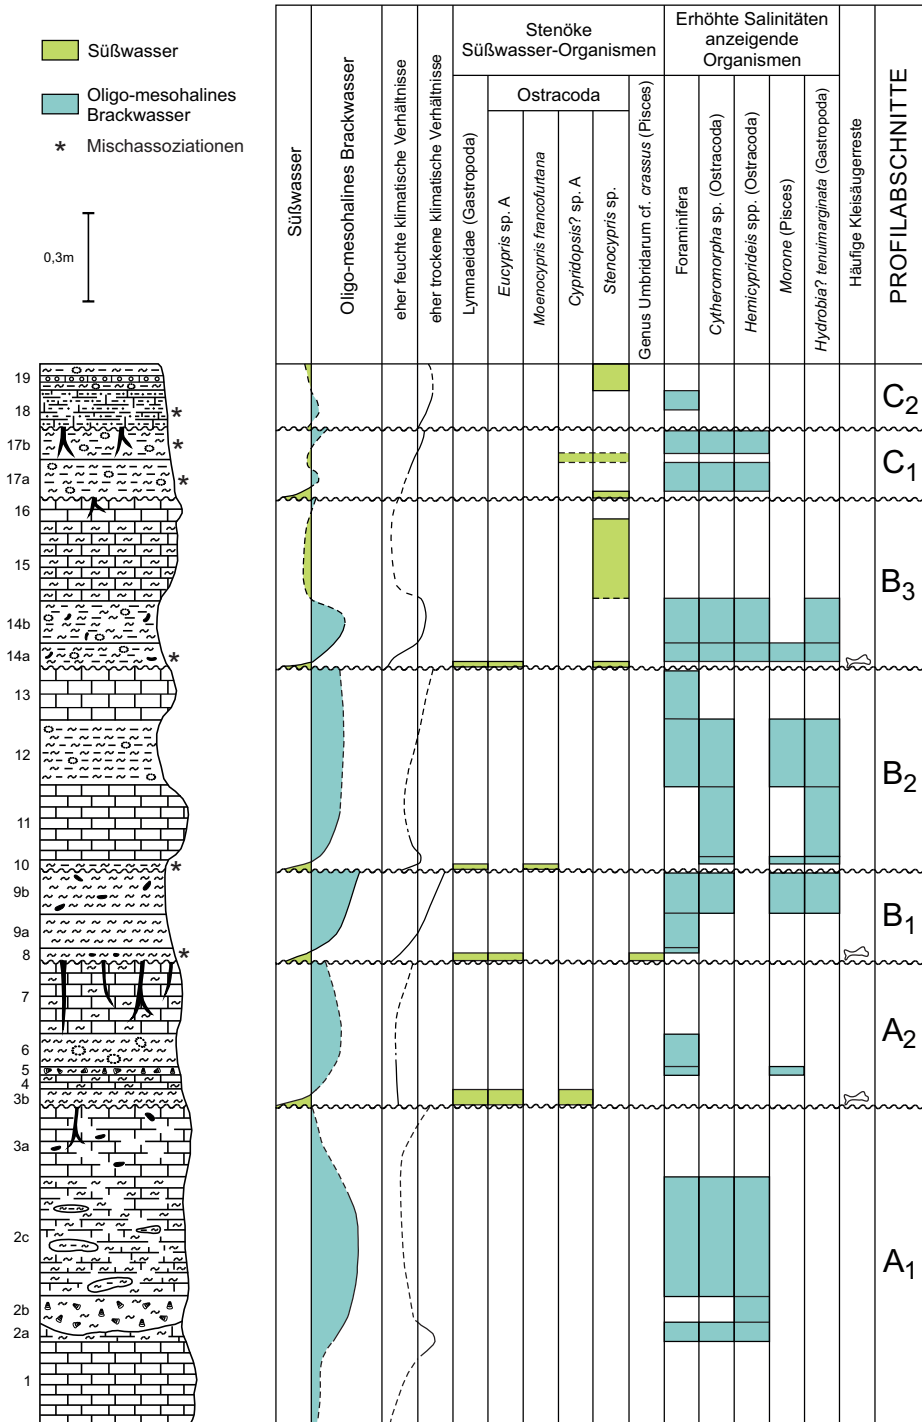 Süßwasser
Oligo-mesohalines
Brackwasser
* Mischassoziationen
0,3m
Süßwasser
Oligo-mesohalines Brackwasser
eher feuchte klimatische Verhältnisse
eher trockene klimatische Verhältnisse
Stenöke
Süßwasser-Organismen
Ostracoda
Lymnaeidae (Gastropoda)
Eucypris sp. A
Moenocypris francofurtana
Cypridopsis? sp. A
Stenocypris sp.
Genus Umbridarum cf. crassus (Pisces)
Erhöhte Salinitäten
anzeigende
Organismen
Foraminifera
Cytheromorpha sp. (Ostracoda)
Hemicyprideis spp. (Ostracoda)
Morone (Pisces)
Hydrobia? tenuimarginata (Gastropoda)
Häufige Kleisäugerreste
PROFILABSCHNITTE
19
18 *
17b *
17a *
16
15
14b
14a *
13
12
11
10 *
9b
9a
8 *
7
6
5
4
3b
3a
2c
2b
2a
1
C2
C1
B3
B2
B1
A2
A1